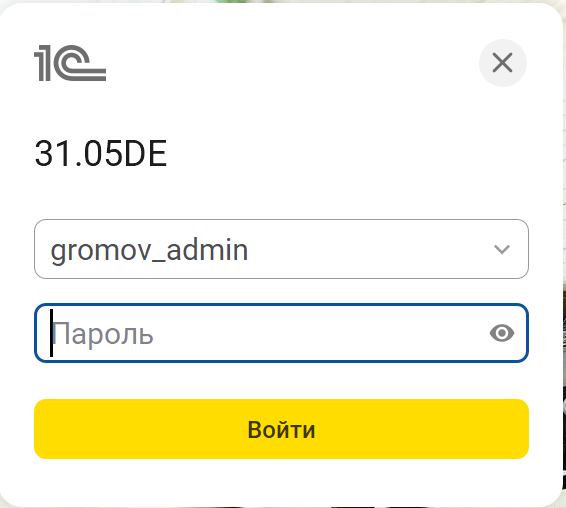 1С
31.05DE
gromov_admin
Пароль
Войти